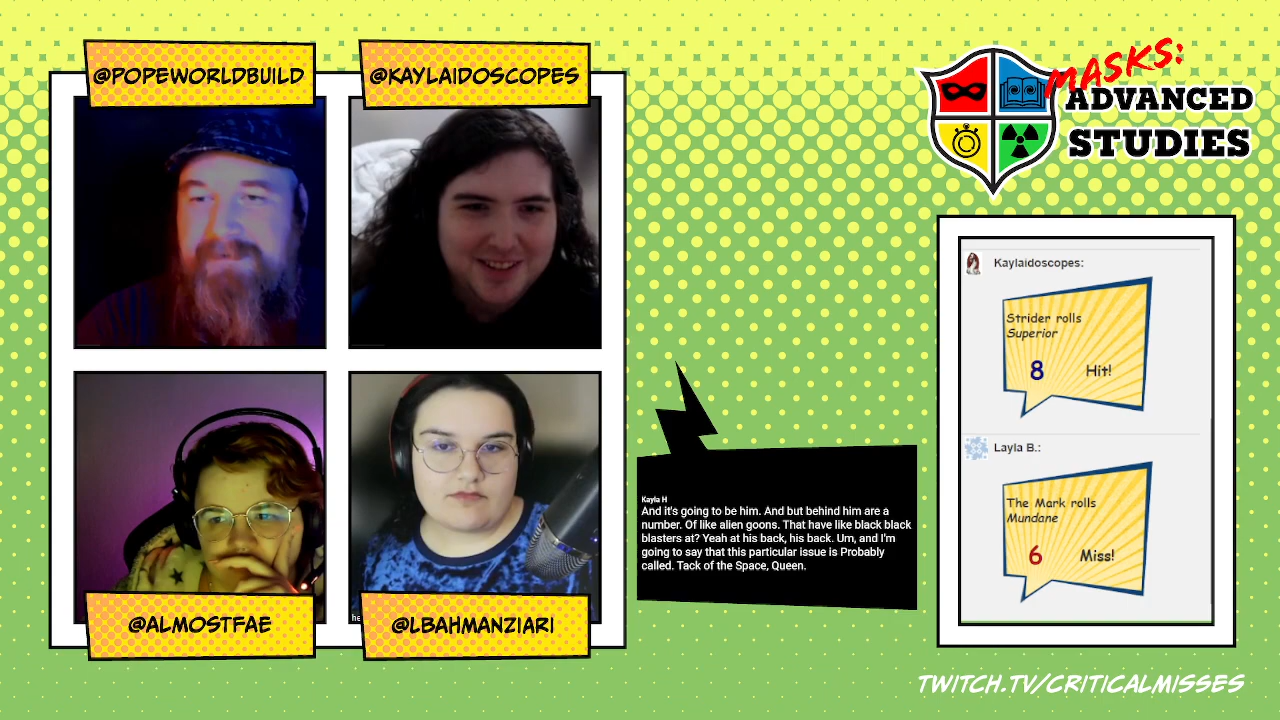 @POPEWORLDBUILD
@KAYLAIDOSCOPES
@ALMOSTFAE
@LBAHMANZIARI
he
MASKS:
ADVANCED
STUDIES
Kaylaidoscopes:
Strider rolls
Superior
8 Hit!
Layla B.:
The Mark rolls
Mundane
6 Miss!
Kayla H
And it's going to be him. And but behind him are a
number. Of like alien goons. That have like black black
blasters at? Yeah at his back, his back. Um, and I'm
going to say that this particular issue is Probably
called. Tack of the Space, Queen.
TWITCH.TV/CRITICALMISSES